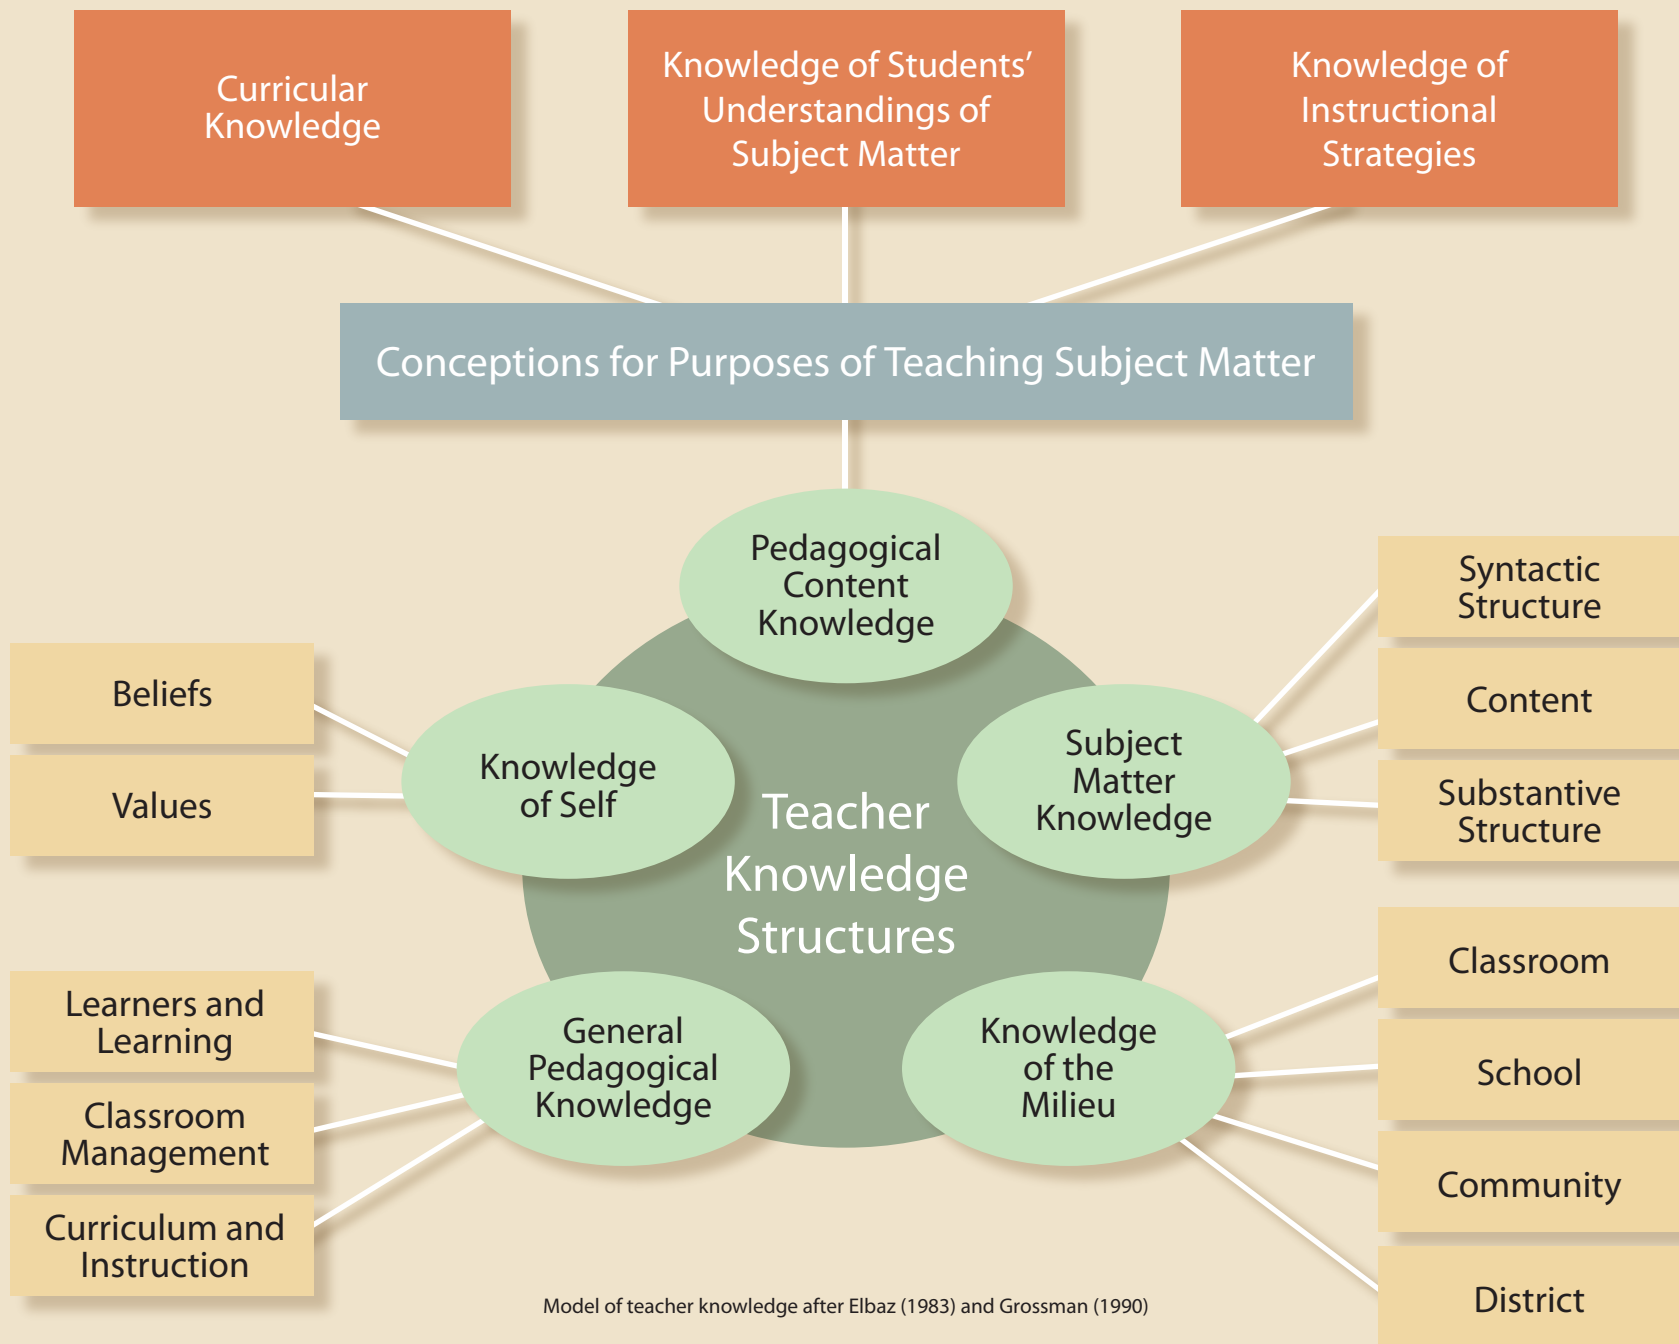 Curricular
Knowledge
Knowledge of Students’
Understandings of
Subject Matter
Knowledge of
Instructional
Strategies
Conceptions for Purposes of Teaching Subject Matter
Pedagogical
Content
Knowledge
Beliefs
Values
Knowledge
of Self
Teacher
Knowledge
Structures
Subject
Matter
Knowledge
Syntactic
Structure
Content
Substantive
Structure
Learners and
Learning
Classroom
Management
Curriculum and
Instruction
General
Pedagogical
Knowledge
Knowledge
of the
Milieu
Classroom
School
Community
District
Model of teacher knowledge after Elbaz (1983) and Grossman (1990)